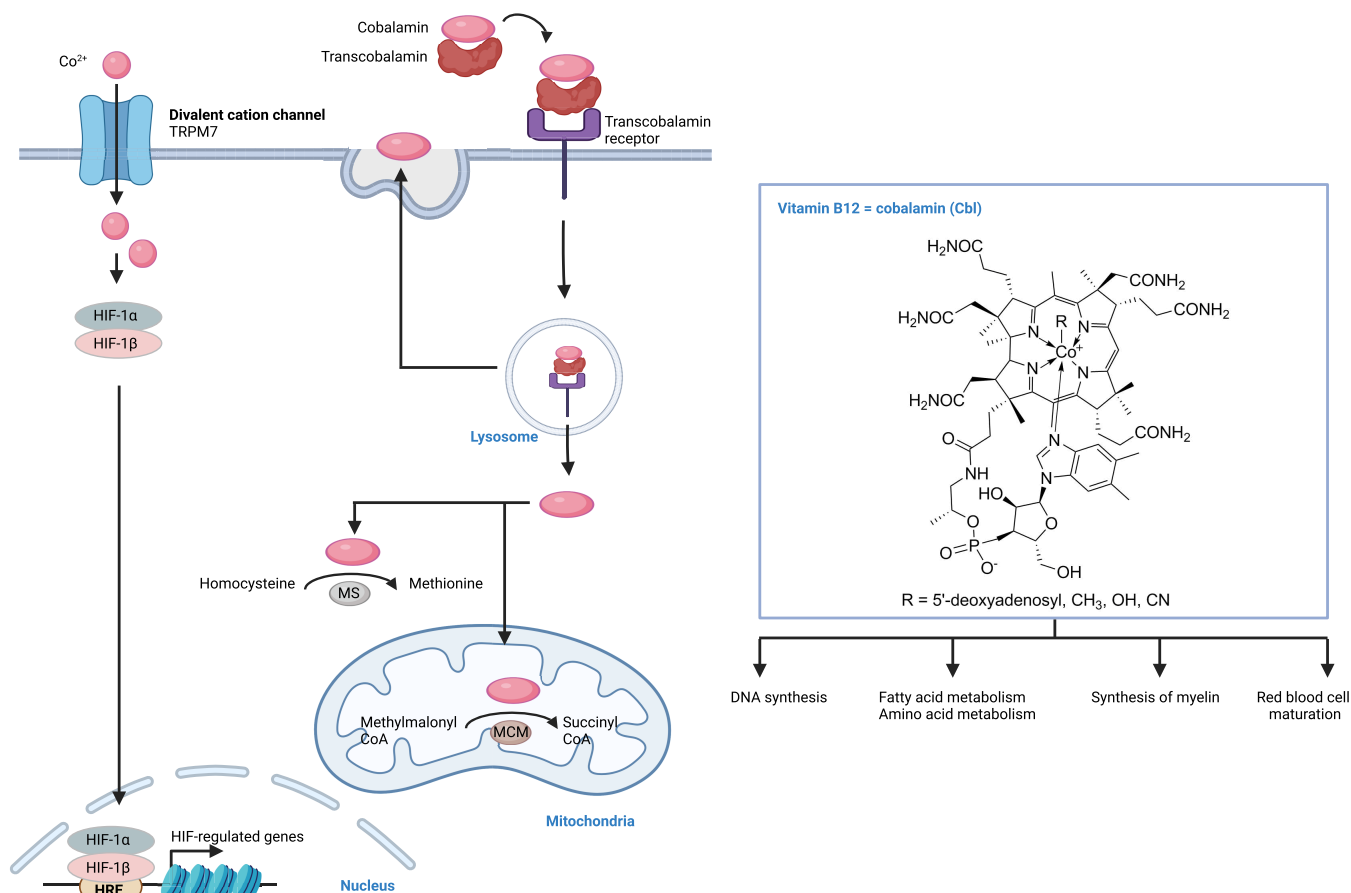 Cobalamin
Transcobalamin
Co²⁺
Divalent cation channel
TRPM7
Transcobalamin
receptor
HIF-1α
HIF-1β
Lysosome
Homocysteine
MS
Methionine
Methylmalonyl
CoA
MCM
Succinyl
CoA
Mitochondria
HIF-1α
HIF-1β
HRE
HIF-regulated genes
Nucleus
Vitamin B12 = cobalamin (Cbl)
H₂NOC
CONH₂
CONH₂
H₂NOC
R
N
N
Co⁺
N
N
H₂NOC
CONH₂
O
N
NH
N
HO
O
O
O
P
O⁻
OH
R = 5'-deoxyadenosyl, CH₃, OH, CN
DNA synthesis
Fatty acid metabolism
Amino acid metabolism
Synthesis of myelin
Red blood cell
maturation